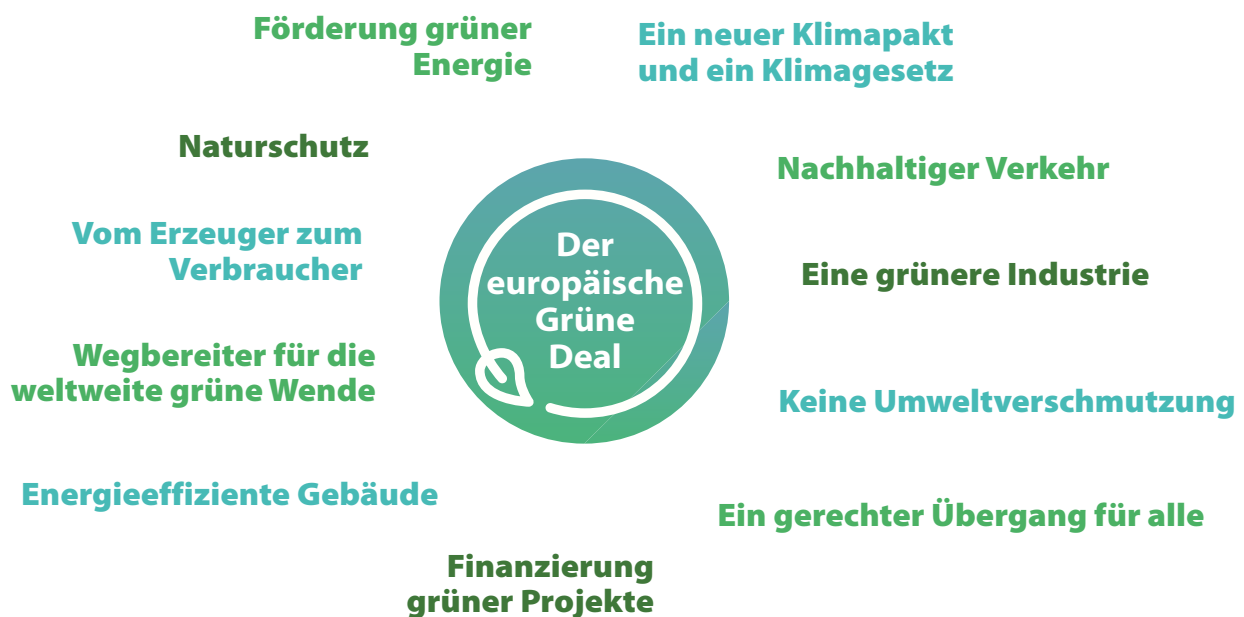 Förderung grüner
Energie
Ein neuer Klimapakt
und ein Klimagesetz
Naturschutz
Nachhaltiger Verkehr
Vom Erzeuger zum
Verbraucher
Der
europäische
Grüne
Deal
Eine grünere Industrie
Wegbereiter für die
weltweite grüne Wende
Keine Umweltverschmutzung
Energieeffiziente Gebäude
Ein gerechter Übergang für alle
Finanzierung
grüner Projekte